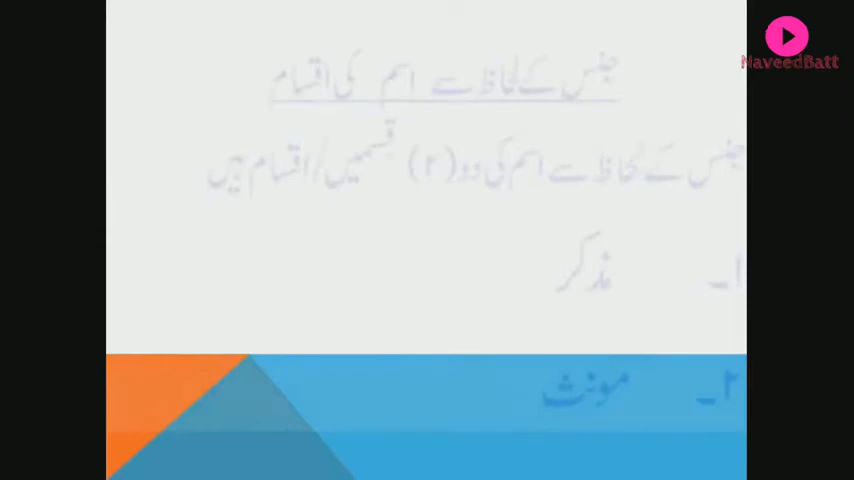 NaveedBatt
جنس کے لحاظ سے اسم کی اقسام
جنس کے لحاظ سے اسم کی دو (۲) قسمیں/اقسام ہیں
۱۔ مذکر
۲۔ مونث